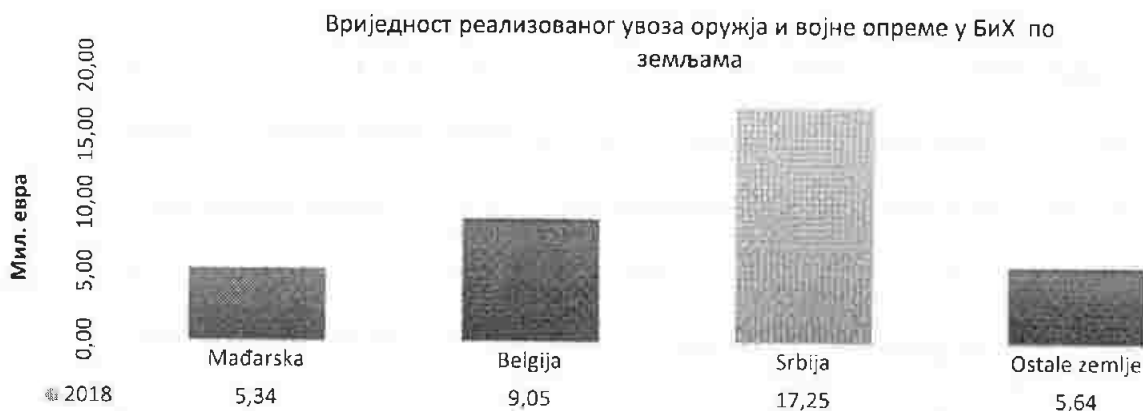 Вриједност реализованог увоза оружја и војне опреме у БиХ по
земљама
Мил. евра
20,00
15,00
10,00
5,00
0,00
Mađarska Belgija Srbija Ostale zemlje
2018 5,34 9,05 17,25 5,64